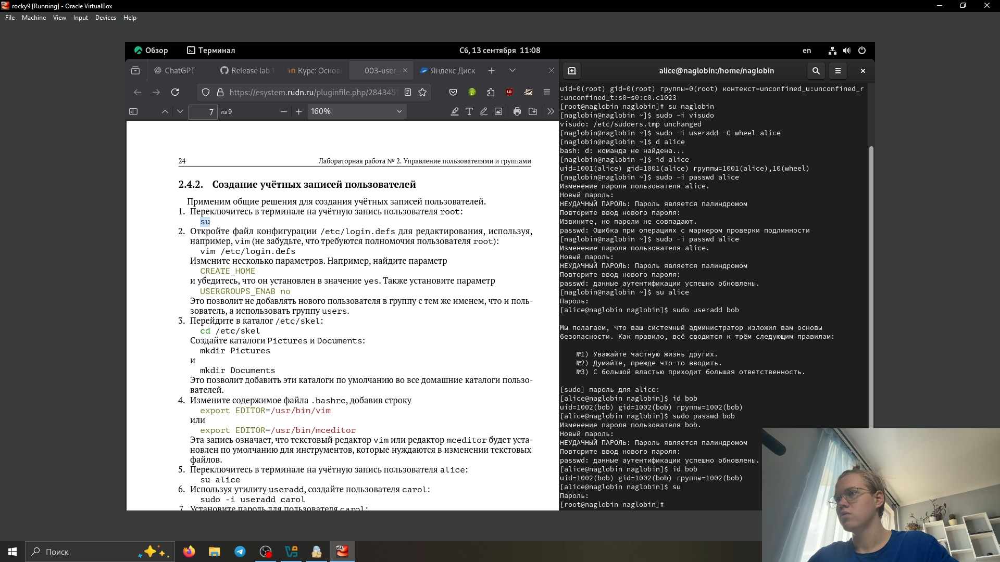 rocky9 [Running] - Oracle VirtualBox
File Machine View Input Devices Help
Обзор Терминал Сб, 13 сентября 11:08 en
ChatGPT Release lab Курс: Основ 003-user_ Яндекс Диск
https://esystem.rudn.ru/pluginfile.php/2843451
7 из 9 160%
24 Лабораторная работа № 2. Управление пользователями и группами
2.4.2. Создание учётных записей пользователей
Применим общие решения для создания учётных записей пользователей.
1. Переключитесь в терминале на учётную запись пользователя root:
su
2. Откройте файл конфигурации /etc/login.defs для редактирования, используя,
например, vim (не забудьте, что требуются полномочия пользователя root):
vim /etc/login.defs
Измените несколько параметров. Например, найдите параметр
CREATE_HOME
и убедитесь, что он установлен в значение yes. Также установите параметр
USERGROUPS_ENAB no
Это позволит не добавлять нового пользователя в группу с тем же именем, что и поль-
зователь, а использовать группу users.
3. Перейдите в каталог /etc/skel:
cd /etc/skel
Создайте каталоги Pictures и Documents:
mkdir Pictures
и
mkdir Documents
Это позволит добавить эти каталоги по умолчанию во все домашние каталоги пользо-
вателей.
4. Измените содержимое файла .bashrc, добавив строку
export EDITOR=/usr/bin/vim
или
export EDITOR=/usr/bin/mceditor
Эта запись означает, что текстовый редактор vim или редактор mceditor будет уста-
новлен по умолчанию для инструментов, которые нуждаются в изменении текстовых
файлов.
5. Переключитесь в терминале на учётную запись пользователя alice:
su alice
6. Используя утилиту useradd, создайте пользователя carol:
sudo -i useradd carol
7. Установите пароль для пользователя carol:
alice@naglobin:/home/naglobin
uid=0(root) gid=0(root) группы=0(root) контекст=unconfined_u:unconfined_r
:unconfined_t:s0-s0:c0.c1023
[root@naglobin naglobin]# su naglobin
[naglobin@naglobin ~]$ sudo -i visudo
visudo: /etc/sudoers.tmp unchanged
[naglobin@naglobin ~]$ sudo -i useradd -G wheel alice
[naglobin@naglobin ~]$ d alice
bash: d: команда не найдена...
[naglobin@naglobin ~]$ id alice
uid=1001(alice) gid=1001(alice) группы=1001(alice),10(wheel)
[naglobin@naglobin ~]$ sudo -i passwd alice
Изменение пароля пользователя alice.
Новый пароль:
НЕУДАЧНЫЙ ПАРОЛЬ: Пароль является палиндромом
Повторите ввод нового пароля:
Извините, но пароли не совпадают.
passwd: Ошибка при операциях с маркером проверки подлинности
[naglobin@naglobin ~]$ sudo -i passwd alice
Изменение пароля пользователя alice.
Новый пароль:
НЕУДАЧНЫЙ ПАРОЛЬ: Пароль является палиндромом
Повторите ввод нового пароля:
passwd: данные аутентификации успешно обновлены.
[naglobin@naglobin ~]$ su alice
Пароль:
[alice@naglobin naglobin]$ sudo useradd bob
Мы полагаем, что ваш системный администратор изложил вам основы
безопасности. Как правило, всё сводится к трём следующим правилам:
№1) Уважайте частную жизнь других.
№2) Думайте, прежде что-то вводить.
№3) С большой властью приходит большая ответственность.
[sudo] пароль для alice:
[alice@naglobin naglobin]$ id bob
uid=1002(bob) gid=1002(bob) группы=1002(bob)
[alice@naglobin naglobin]$ sudo passwd bob
Изменение пароля пользователя bob.
Новый пароль:
НЕУДАЧНЫЙ ПАРОЛЬ: Пароль является палиндромом
Повторите ввод нового пароля:
passwd: данные аутентификации успешно обновлены.
[alice@naglobin naglobin]$ id bob
uid=1002(bob) gid=1002(bob) группы=1002(bob)
[alice@naglobin naglobin]$ su
Пароль:
[root@naglobin naglobin]#
Поиск